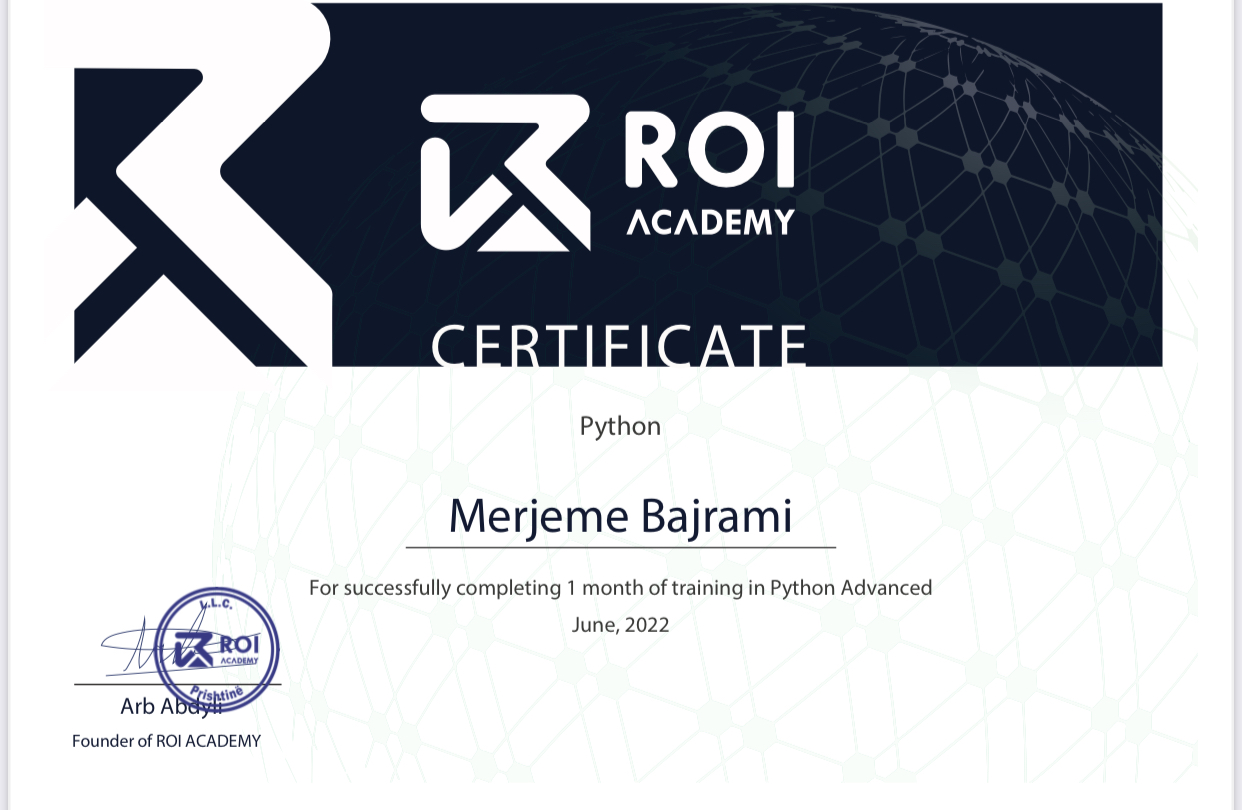 ROI
ACADEMY
CERTIFICATE
Python
Merjeme Bajrami
For successfully completing 1 month of training in Python Advanced
June, 2022
L.L.C.
ROI
ACADEMY
Prishtinë
Arb Abdyli
Founder of ROI ACADEMY